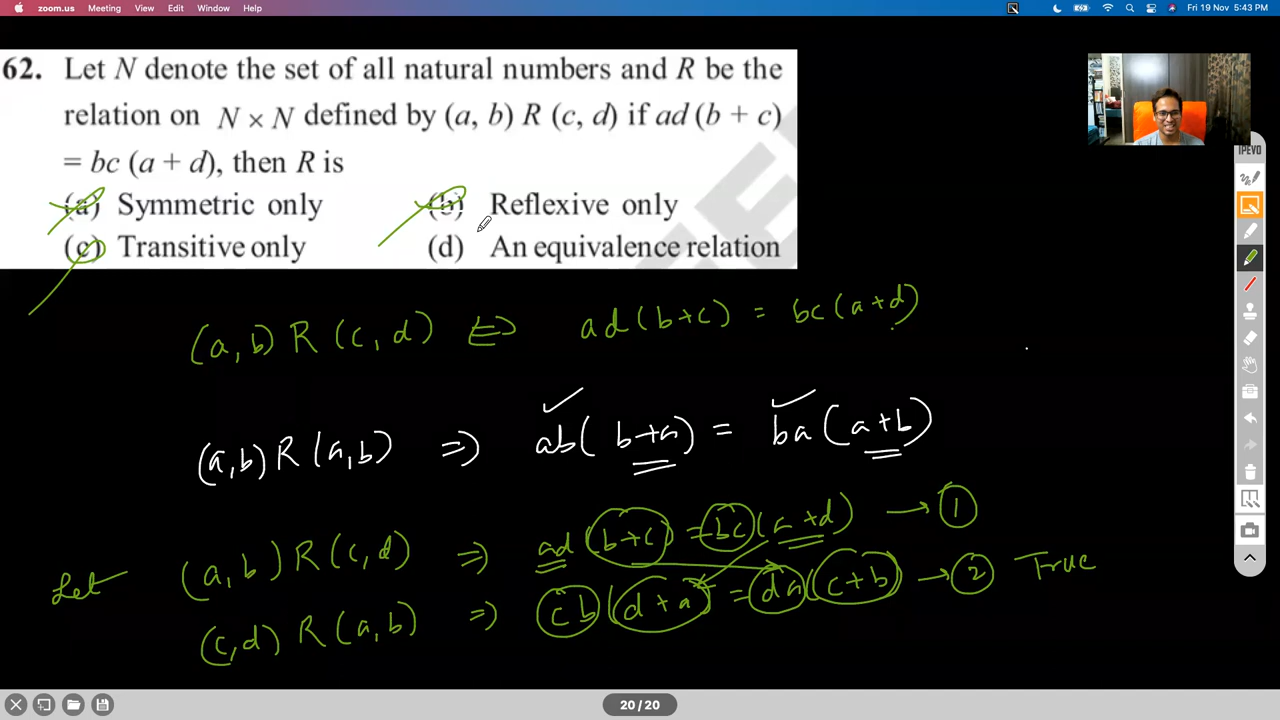 zoom.us Meeting View Edit Window Help Fri 19 Nov 5:43 PM
62. Let N denote the set of all natural numbers and R be the
relation on N × N defined by (a, b) R (c, d) if ad (b + c)
= bc (a + d), then R is
(a) Symmetric only (b) Reflexive only
(c) Transitive only (d) An equivalence relation
IPEVO
(a,b) R (c,d) ⇔ ad(b+c) = bc(a+d)
(a,b) R (a,b) ⇒ ab(b+a) = ba(a+b)
Let (a,b) R (c,d) ⇒ ad(b+c) = bc(a+d) → 1
(c,d) R (a,b) ⇒ cb(d+a) = da(c+b) → 2 True
20 / 20